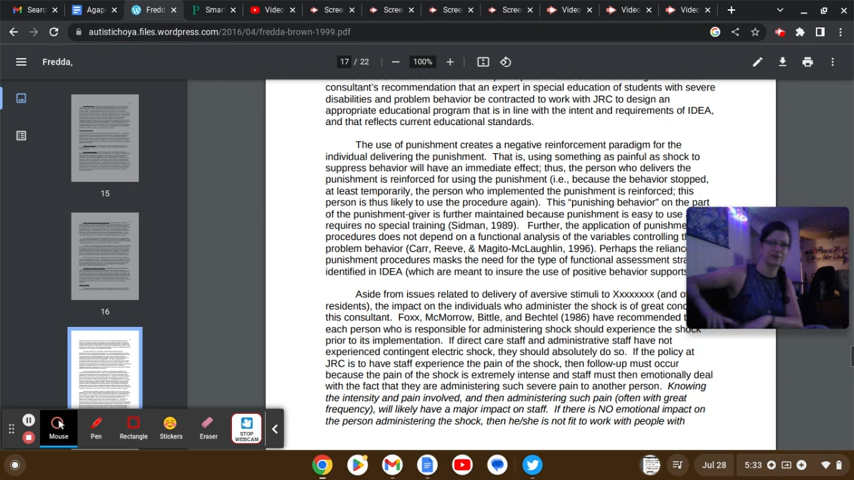 Searc
Agape
Fredd
Smar
Video
Scree
Scree
Scree
Scree
Video
Video
Video
autistichoya.files.wordpress.com/2016/04/fredda-brown-1999.pdf
Fredda,
17 / 22
100%
15
16
consultant's recommendation that an expert in special education of students with severe
disabilities and problem behavior be contracted to work with JRC to design an
appropriate educational program that is in line with the intent and requirements of IDEA,
and that reflects current educational standards.
The use of punishment creates a negative reinforcement paradigm for the
individual delivering the punishment. That is, using something as painful as shock to
suppress behavior will have an immediate effect; thus, the person who delivers the
punishment is reinforced for using the punishment (i.e., because the behavior stopped,
at least temporarily, the person who implemented the punishment is reinforced; this
person is thus likely to use the procedure again). This "punishing behavior" on the part
of the punishment-giver is further maintained because punishment is easy to use
requires no special training (Sidman, 1989). Further, the application of punishme
procedures does not depend on a functional analysis of the variables controlling t
problem behavior (Carr, Reeve, & Magito-McLaughlin, 1996). Perhaps the relianc
punishment procedures masks the need for the type of functional assessment stra
identified in IDEA (which are meant to insure the use of positive behavior supports
Aside from issues related to delivery of aversive stimuli to Xxxxxxxx (and o
residents), the impact on the individuals who administer the shock is of great conc
this consultant. Foxx, McMorrow, Bittle, and Bechtel (1986) have recommended t
each person who is responsible for administering shock should experience the shock
prior to its implementation. If direct care staff and administrative staff have not
experienced contingent electric shock, they should absolutely do so. If the policy at
JRC is to have staff experience the pain of the shock, then follow-up must occur
because the pain of the shock is extremely intense and staff must then emotionally deal
with the fact that they are administering such severe pain to another person. Knowing
the intensity and pain involved, and then administering such pain (often with great
frequency), will likely have a major impact on staff. If there is NO emotional impact on
the person administering the shock, then he/she is not fit to work with people with
Mouse
Pen
Rectangle
Stickers
Eraser
STOP
WEBCAM
Jul 28
5:33